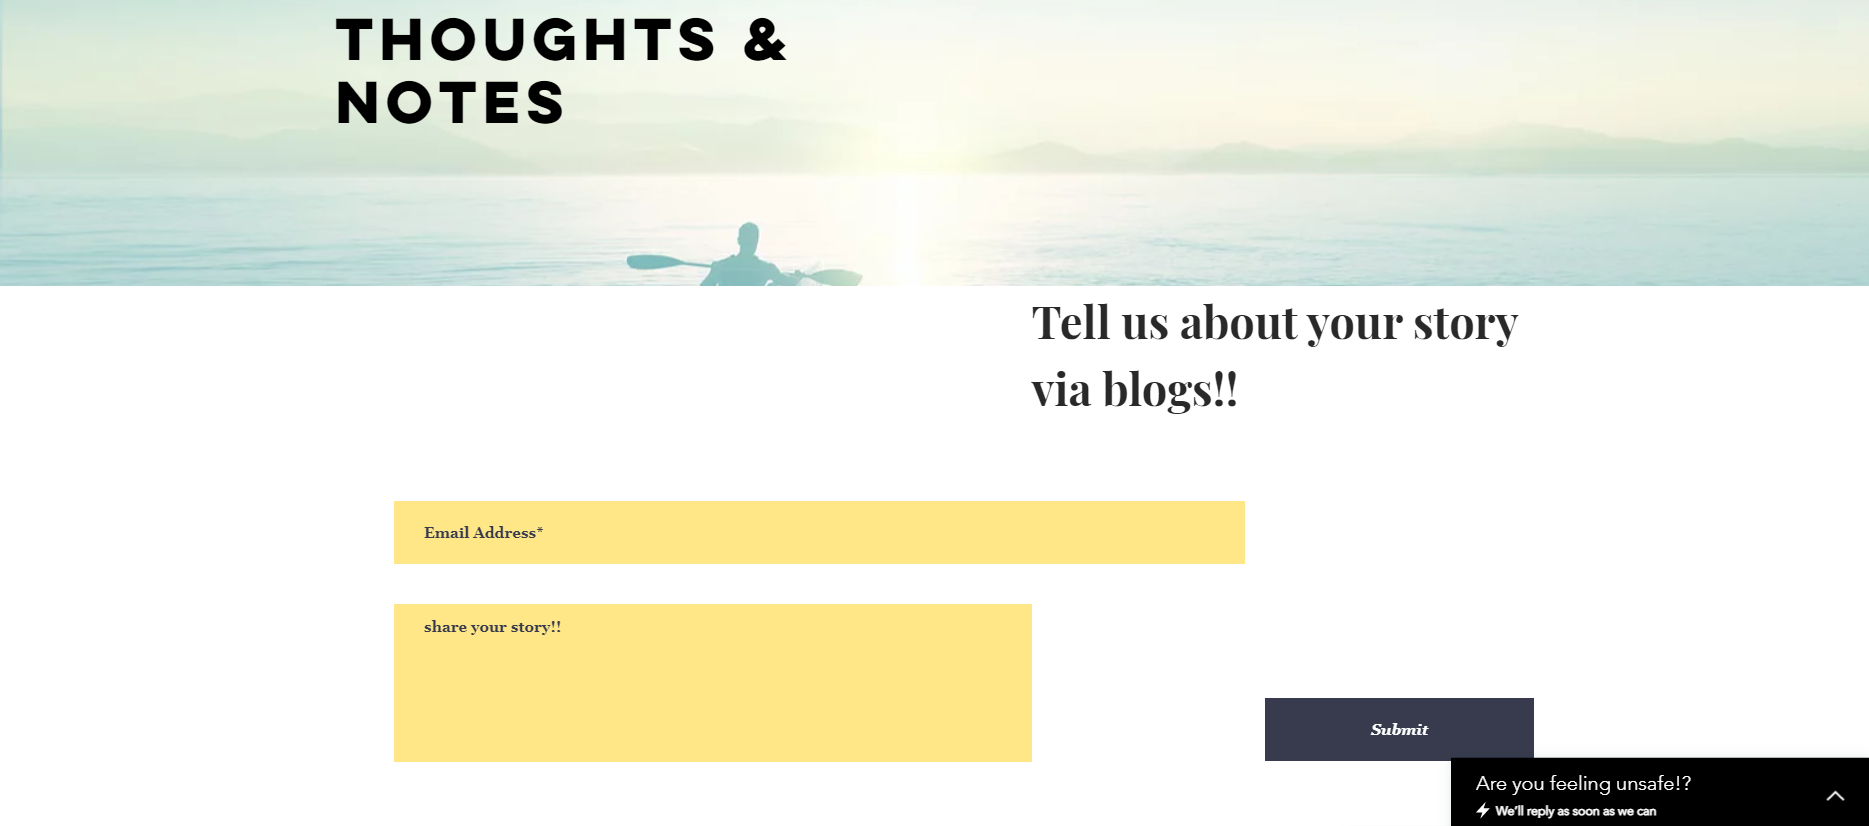 THOUGHTS &
NOTES
Tell us about your story
via blogs!!
Email Address*
share your story!!
Submit
Are you feeling unsafe!?
We'll reply as soon as we can